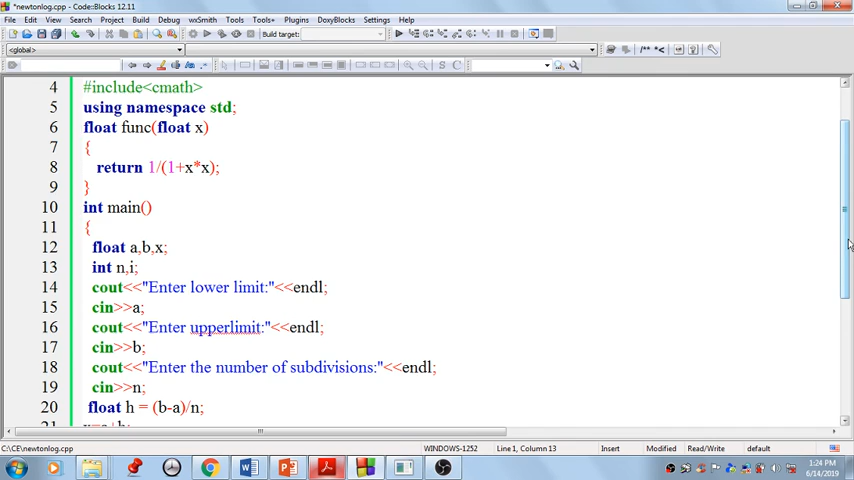 *newtonlog.cpp - Code::Blocks 12.11
File Edit View Search Project Build Debug wxSmith Tools Tools+ Plugins DoxyBlocks Settings Help
Build target:
<global>
4 #include<cmath>
5 using namespace std;
6 float func(float x)
7 {
8 return 1/(1+x*x);
9 }
10 int main()
11 {
12 float a,b,x;
13 int n,i;
14 cout<<"Enter lower limit:"<<endl;
15 cin>>a;
16 cout<<"Enter upperlimit:"<<endl;
17 cin>>b;
18 cout<<"Enter the number of subdivisions:"<<endl;
19 cin>>n;
20 float h = (b-a)/n;
21 x=a+h;
C:\CE\newtonlog.cpp WINDOWS-1252 Line 1, Column 13 Insert Modified Read/Write default
1:24 PM
6/14/2019